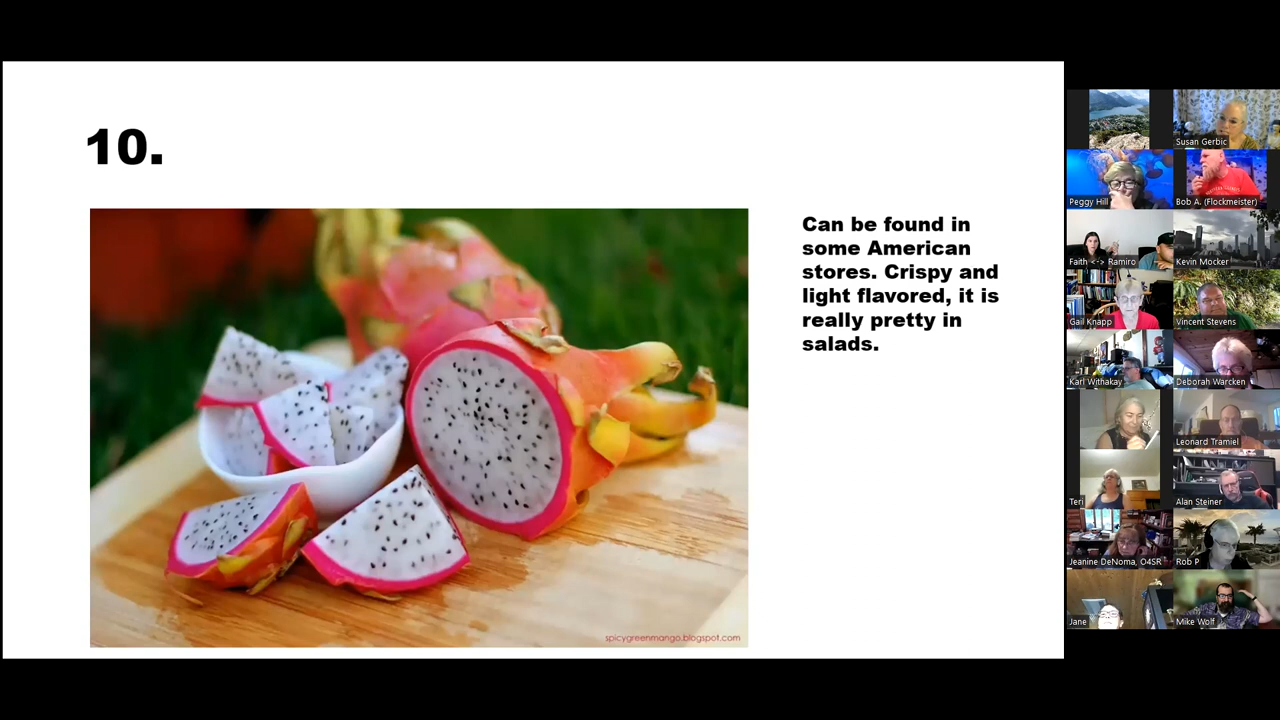 10.
Can be found in
some American
stores. Crispy and
light flavored, it is
really pretty in
salads.
spicygreenmango.blogspot.com
Susan Gerbic
Peggy Hill
Bob A. (Flockmeister)
Faith <-> Ramiro
Kevin Mocker
Gail Knapp
Vincent Stevens
Karl Withakay
Deborah Warcken
Leonard Tramiel
Teri
Alan Steiner
Jeanine DeNoma, O4SR
Rob P
Jane
Mike Wolf